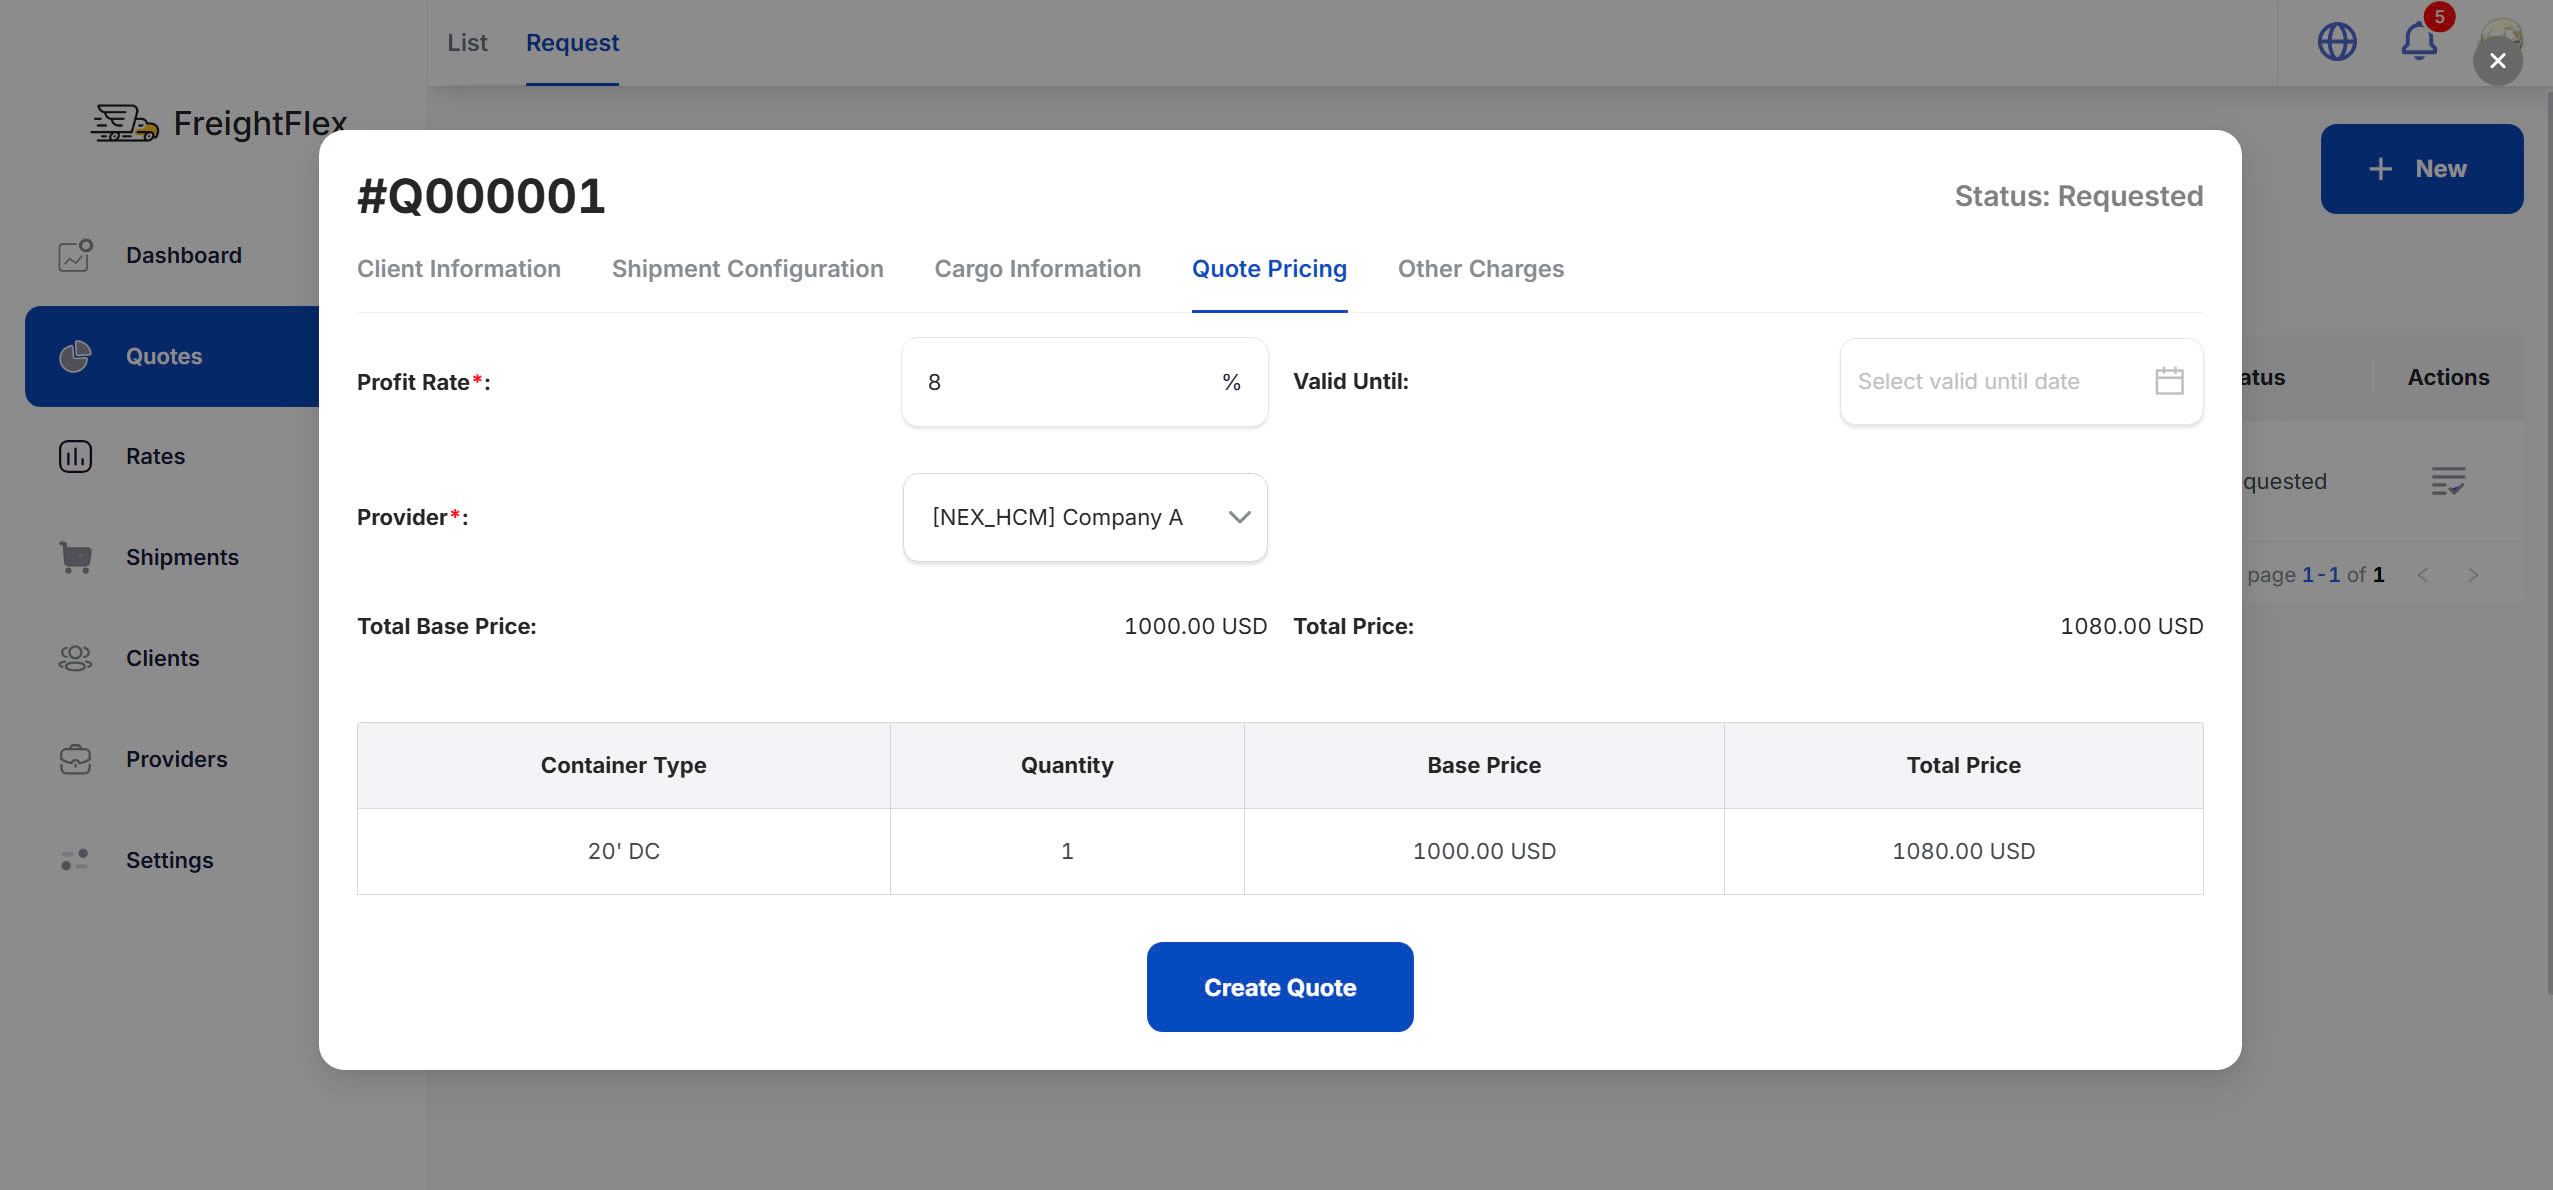 List Request
5
FreightFlex
New
Dashboard
Quotes
Rates
Shipments
Clients
Providers
Settings
#Q000001
Status: Requested
Client Information Shipment Configuration Cargo Information Quote Pricing Other Charges
Profit Rate*: 8 % Valid Until: Select valid until date
Provider*: [NEX_HCM] Company A
Total Base Price: 1000.00 USD Total Price: 1080.00 USD
Container Type Quantity Base Price Total Price
20' DC 1 1000.00 USD 1080.00 USD
Create Quote
atus Actions
quested
page 1-1 of 1